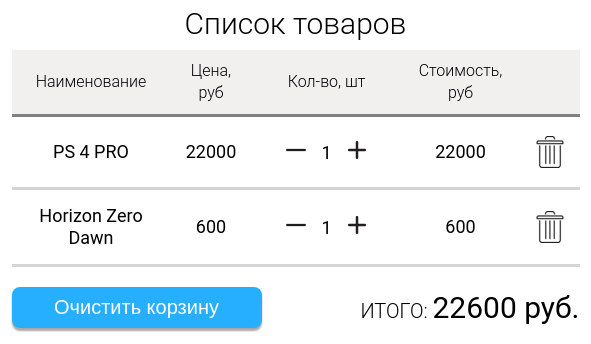 Список товаров
Наименование Цена, руб Кол-во, шт Стоимость, руб
PS 4 PRO 22000 — 1 + 22000
Horizon Zero Dawn 600 — 1 + 600
Очистить корзину ИТОГО: 22600 руб.